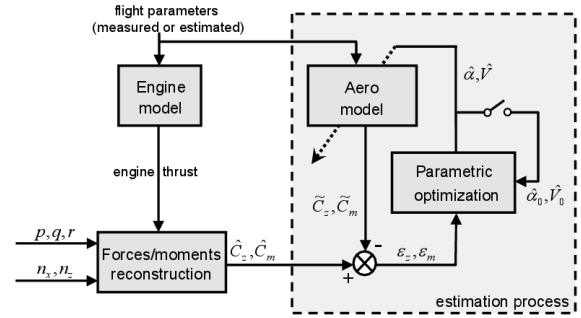 flight parameters
(measured or estimated)
Engine
model
Aero
model
α̂,V̂
engine thrust
Parametric
optimization
C̃z,C̃m
α̂0,V̂0
p,q,r
nx,nz
Forces/moments
reconstruction
Ĉz,Ĉm
-
+
εz,εm
estimation process